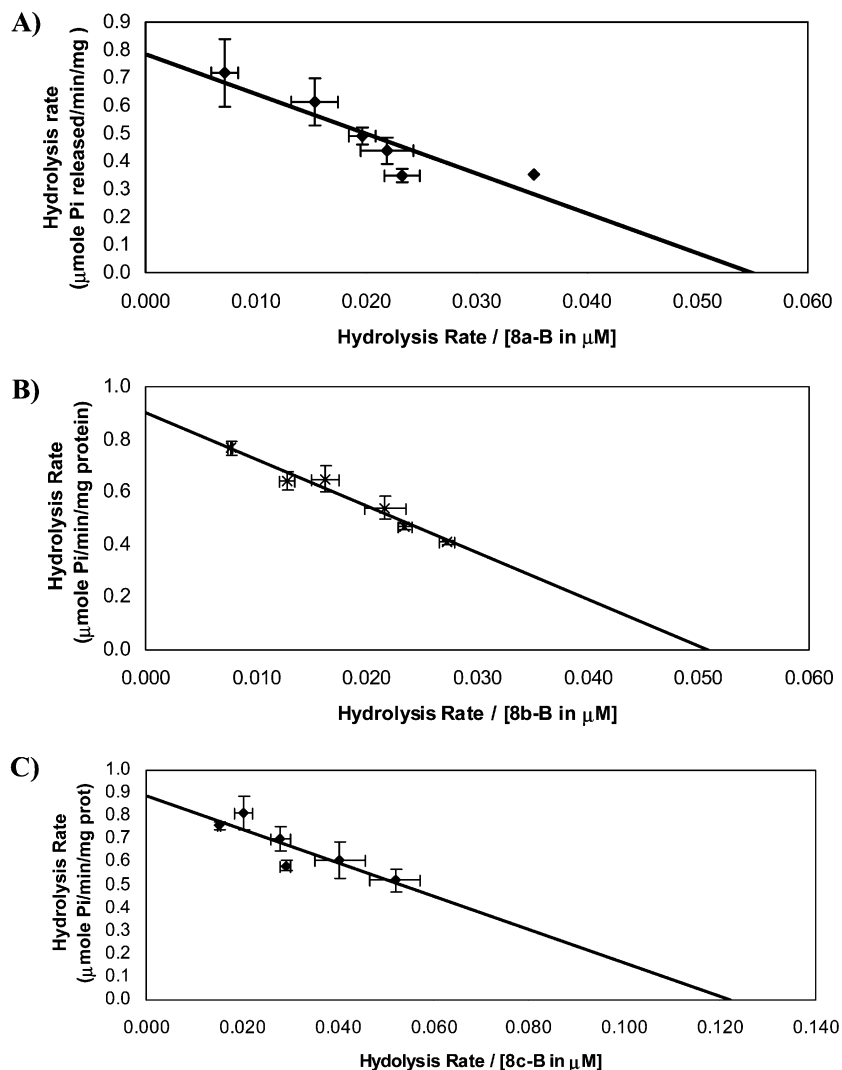 A)
Hydrolysis rate
(μmole Pi released/min/mg )
0.9
0.8
0.7
0.6
0.5
0.4
0.3
0.2
0.1
0.0
0.000 0.010 0.020 0.030 0.040 0.050 0.060
Hydrolysis Rate / [8a-B in μM]
B)
Hydrolysis Rate
(μmole Pi/min/mg protein)
1.0
0.8
0.6
0.4
0.2
0.0
0.000 0.010 0.020 0.030 0.040 0.050 0.060
Hydrolysis Rate / [8b-B in μM]
C)
Hydrolysis Rate
(μmole Pi/min/mg prot)
1.0
0.9
0.8
0.7
0.6
0.5
0.4
0.3
0.2
0.1
0.0
0.000 0.020 0.040 0.060 0.080 0.100 0.120 0.140
Hydolysis Rate / [8c-B in μM]